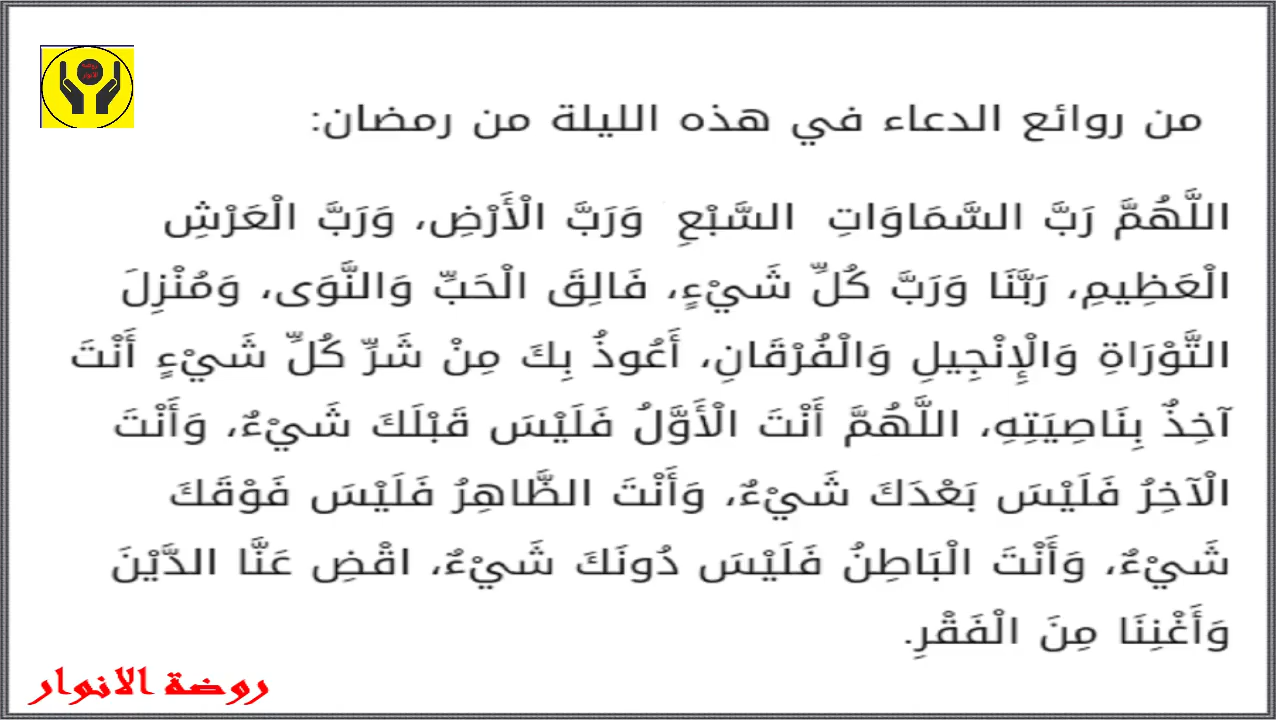 روضة
الأنوار
من روائع الدعاء في هذه الليلة من رمضان:
اللَّهُمَّ رَبَّ السَّمَاوَاتِ السَّبْعِ وَرَبَّ الْأَرْضِ، وَرَبَّ الْعَرْشِ
الْعَظِيمِ، رَبَّنَا وَرَبَّ كُلِّ شَيْءٍ، فَالِقَ الْحَبِّ وَالنَّوَى، وَمُنْزِلَ
التَّوْرَاةِ وَالْإِنْجِيلِ وَالْفُرْقَانِ، أَعُوذُ بِكَ مِنْ شَرِّ كُلِّ شَيْءٍ أَنْتَ
آخِذٌ بِنَاصِيَتِهِ، اللَّهُمَّ أَنْتَ الْأَوَّلُ فَلَيْسَ قَبْلَكَ شَيْءٌ، وَأَنْتَ
الْآخِرُ فَلَيْسَ بَعْدَكَ شَيْءٌ، وَأَنْتَ الظَّاهِرُ فَلَيْسَ فَوْقَكَ
شَيْءٌ، وَأَنْتَ الْبَاطِنُ فَلَيْسَ دُونَكَ شَيْءٌ، اقْضِ عَنَّا الدَّيْنَ
وَأَغْنِنَا مِنَ الْفَقْرِ.
روضة الانوار